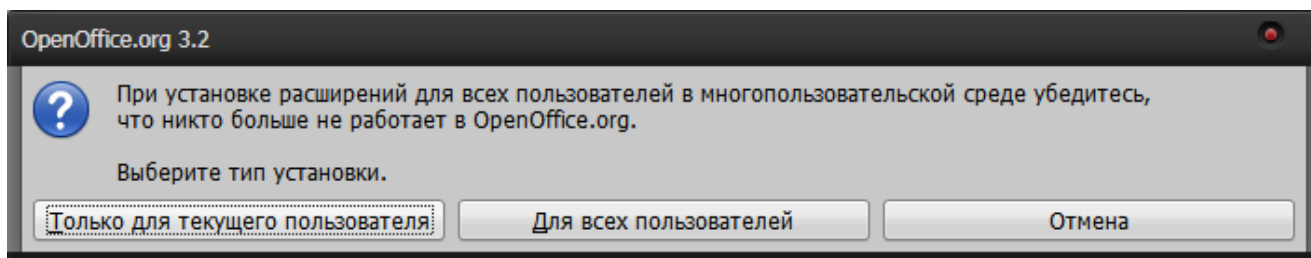 OpenOffice.org 3.2
При установке расширений для всех пользователей в многопользовательской среде убедитесь,
что никто больше не работает в OpenOffice.org.
Выберите тип установки.
Только для текущего пользователя
Для всех пользователей
Отмена